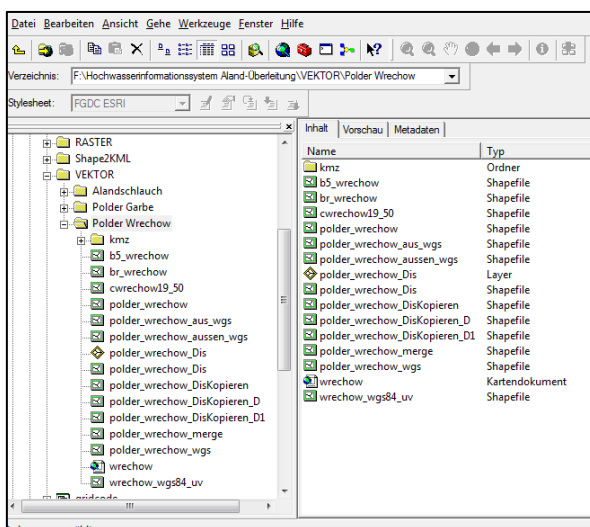 Datei Bearbeiten Ansicht Gehe Werkzeuge Fenster Hilfe
Verzeichnis: F:\Hochwasserinformationssystem Aland-Überleitung\VEKTOR\Polder Wrechow
Stylesheet: FGDC ESRI
RASTER
Shape2KML
VEKTOR
Alandschlauch
Polder Garbe
Polder Wrechow
kmz
b5_wrechow
br_wrechow
cwrechow19_50
polder_wrechow
polder_wrechow_aus_wgs
polder_wrechow_aussen_wgs
polder_wrechow_Dis
polder_wrechow_Dis
polder_wrechow_DisKopieren
polder_wrechow_DisKopieren_D
polder_wrechow_DisKopieren_D1
polder_wrechow_merge
polder_wrechow_wgs
wrechow
wrechow_wgs84_uv
Inhalt Vorschau Metadaten
Name Typ
kmz Ordner
b5_wrechow Shapefile
br_wrechow Shapefile
cwrechow19_50 Shapefile
polder_wrechow Shapefile
polder_wrechow_aus_wgs Shapefile
polder_wrechow_aussen_wgs Shapefile
polder_wrechow_Dis Layer
polder_wrechow_Dis Shapefile
polder_wrechow_DisKopieren Shapefile
polder_wrechow_DisKopieren_D Shapefile
polder_wrechow_DisKopieren_D1 Shapefile
polder_wrechow_merge Shapefile
polder_wrechow_wgs Shapefile
wrechow Kartendokument
wrechow_wgs84_uv Shapefile